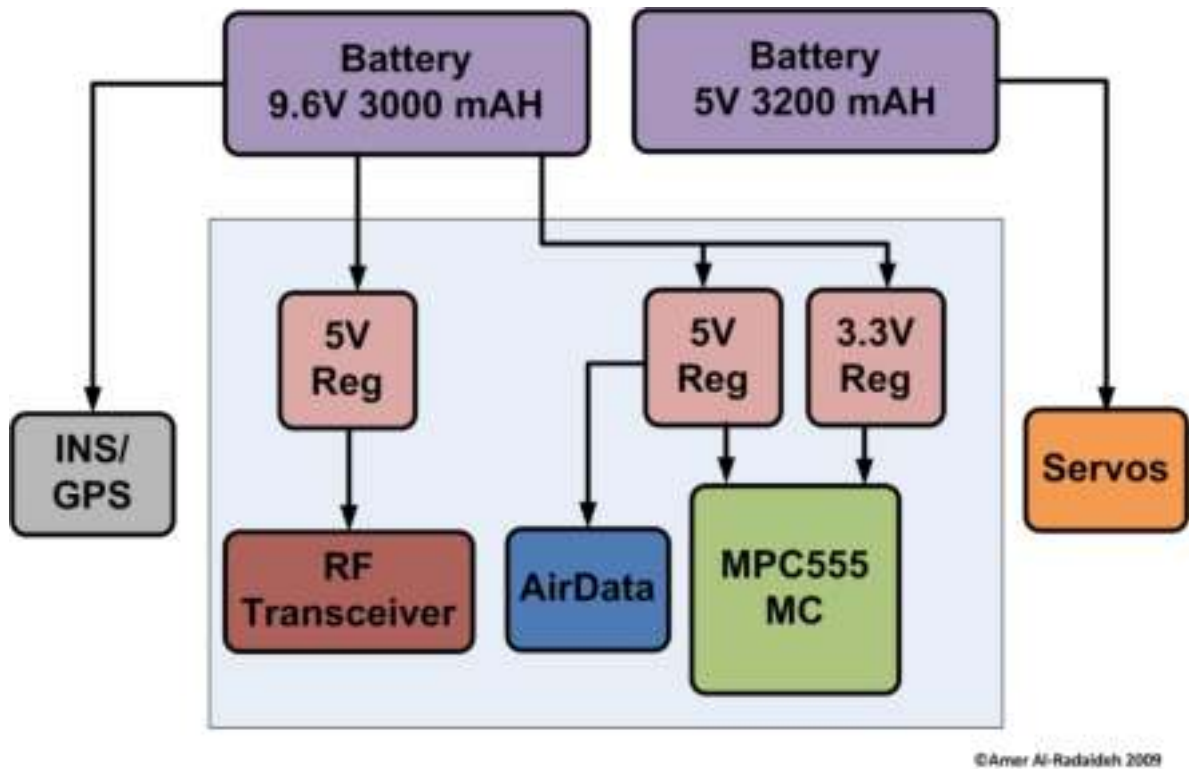 Battery
9.6V 3000 mAH
Battery
5V 3200 mAH
5V
Reg
5V
Reg
3.3V
Reg
INS/
GPS
Servos
RF
Transceiver
AirData
MPC555
MC
©Amer Al-Radaideh 2009